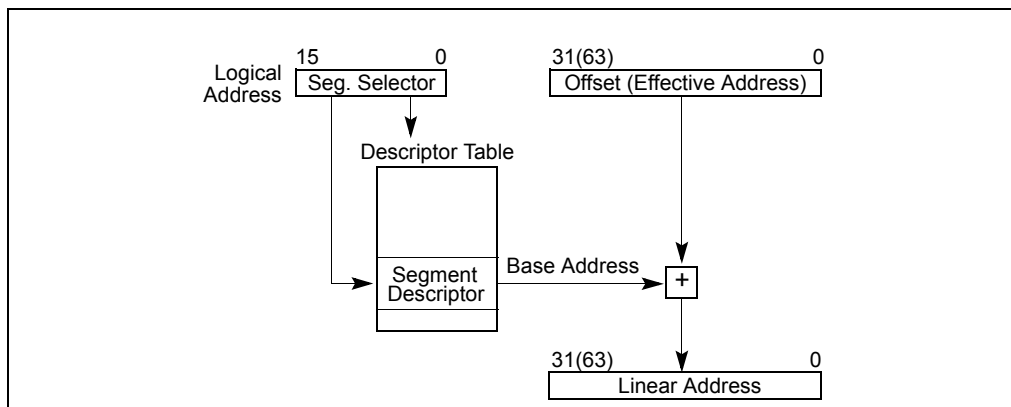 15 0
31(63) 0
Logical
Address
Seg. Selector
Offset (Effective Address)
Descriptor Table
Segment
Descriptor
Base Address
+
31(63) 0
Linear Address